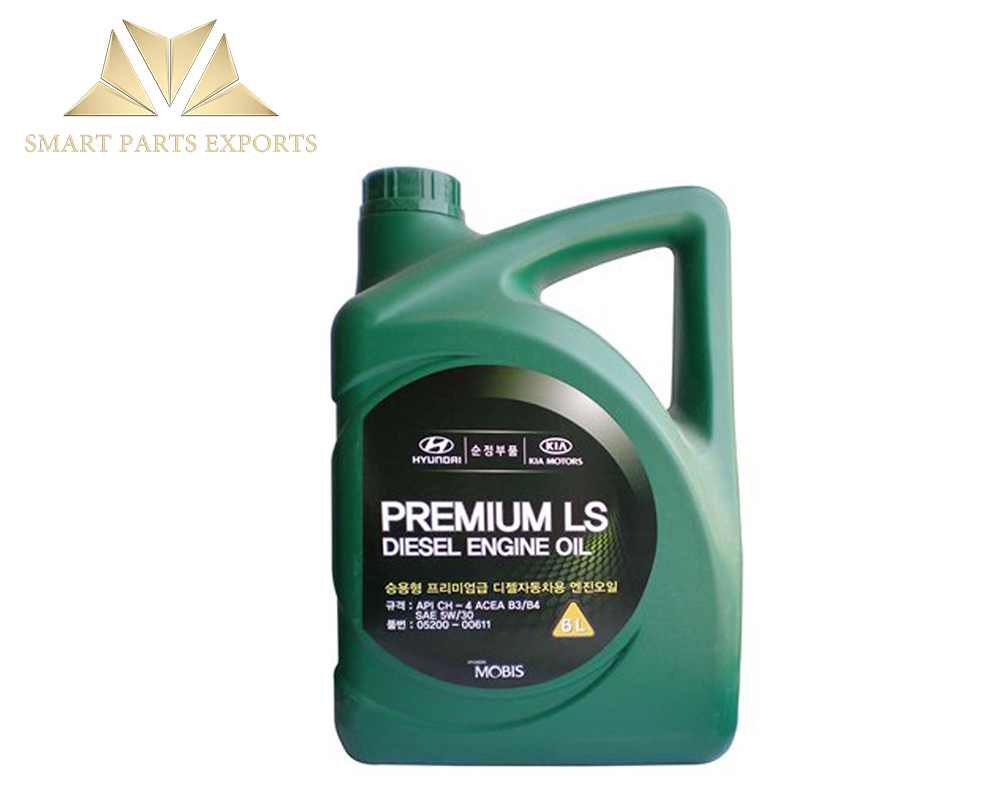 SMART PARTS EXPORTS
HYUNDAI
순정부품
KIA
KIA MOTORS
PREMIUM LS
DIESEL ENGINE OIL
승용형 프리미엄급 디젤자동차용 엔진오일
규격 : API CH – 4 ACEA B3/B4
SAE 5W/30
품번 : 05200 – 00611
6 L
HYUNDAI
MOBIS